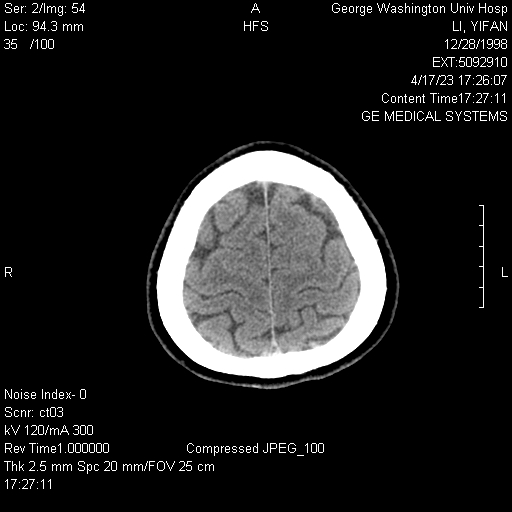 Ser: 2/Img: 54
Loc: 94.3 mm
35 /100
A
HFS
George Washington Univ Hosp
LI, YIFAN
12/28/1998
EXT:5092910
4/17/23 17:26:07
Content Time17:27:11
GE MEDICAL SYSTEMS
R
L
Noise Index- 0
Scnr: ct03
kV 120/mA 300
Rev Time1.000000
Compressed JPEG_100
Thk 2.5 mm Spc 20 mm/FOV 25 cm
17:27:11